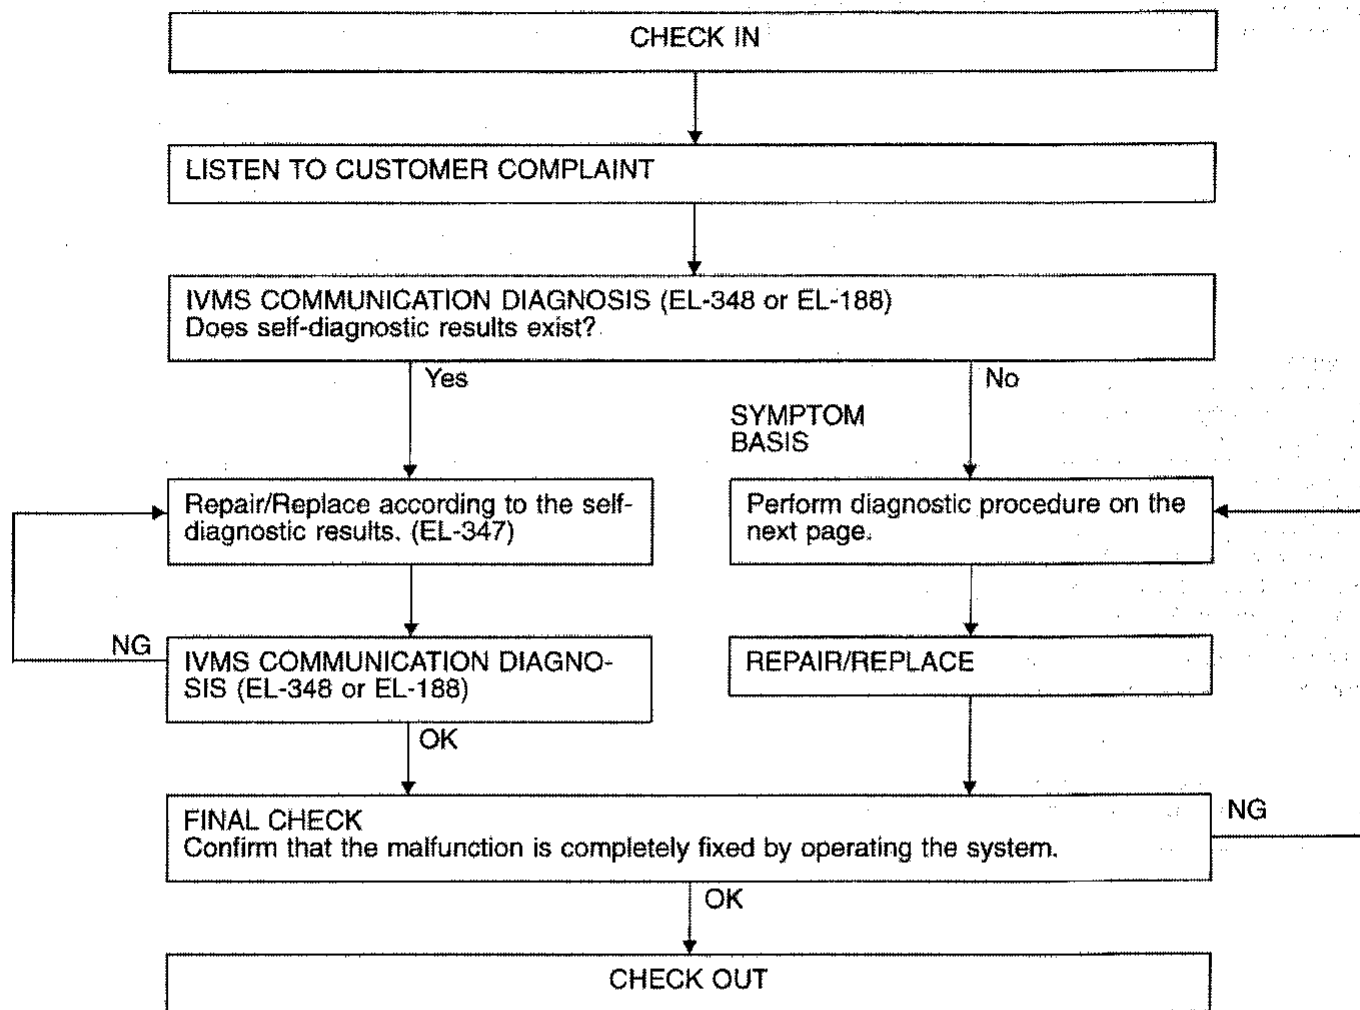 CHECK IN
LISTEN TO CUSTOMER COMPLAINT
IVMS COMMUNICATION DIAGNOSIS (EL-348 or EL-188)
Does self-diagnostic results exist?
Yes
No
SYMPTOM
BASIS
Repair/Replace according to the self-
diagnostic results. (EL-347)
Perform diagnostic procedure on the
next page.
NG
IVMS COMMUNICATION DIAGNO-
SIS (EL-348 or EL-188)
REPAIR/REPLACE
OK
FINAL CHECK
Confirm that the malfunction is completely fixed by operating the system.
NG
OK
CHECK OUT